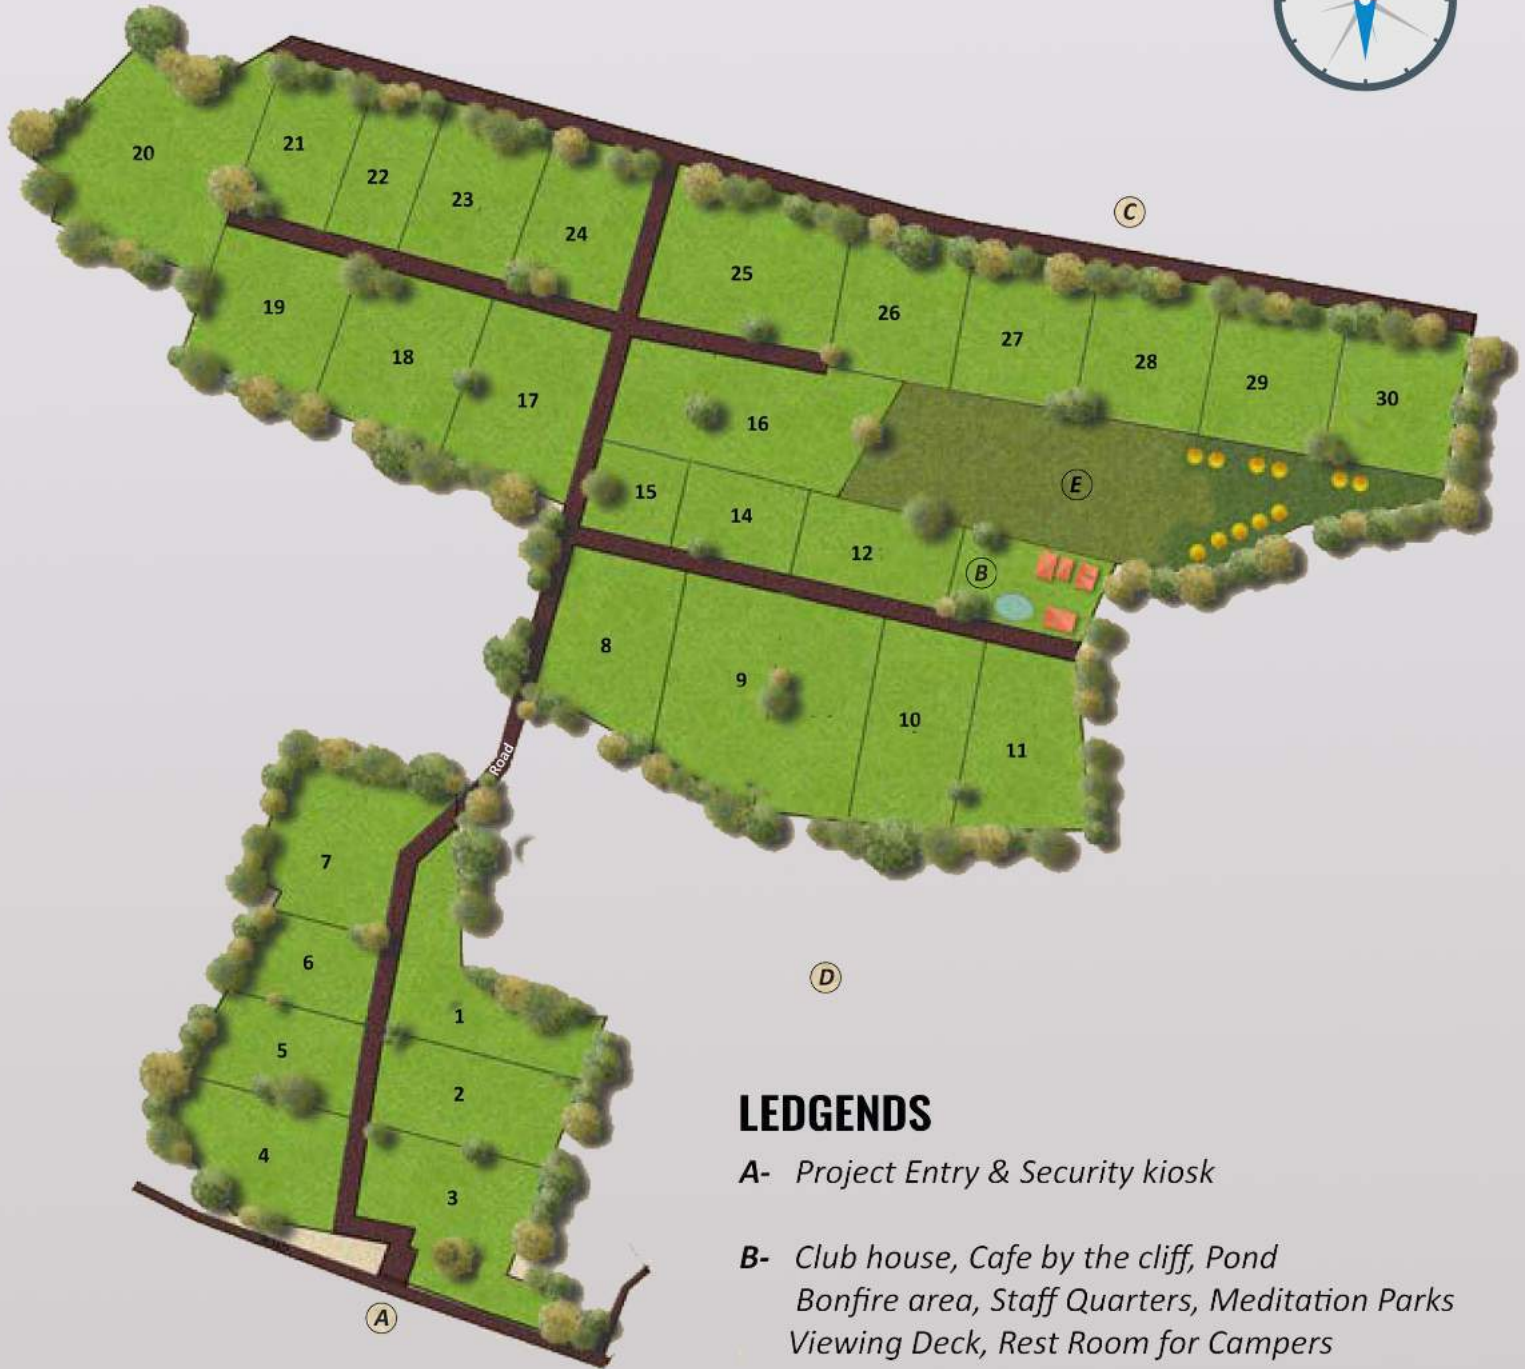 20
21
22
23
24
C
25
26
27
28
29
30
19
18
17
16
E
15
14
12
B
8
9
10
11
Road
7
6
1
5
2
4
3
D
A
LEDGENDS
A- Project Entry & Security kiosk
B- Club house, Cafe by the cliff, Pond
Bonfire area, Staff Quarters, Meditation Parks
Viewing Deck, Rest Room for Campers